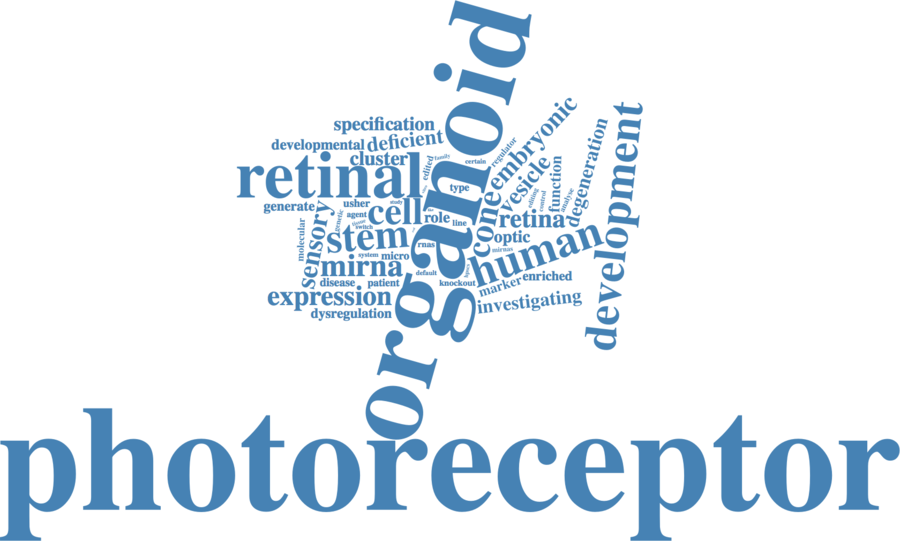 organoid
specification
developmental
deficient
cluster
retinal
edited
family
certain
regulator
embryonic
type
vesicle
cone
function
editing
control
analyse
degeneration
development
generate
usher
study
agent
cell
role
line
retina
molecular
sensory
genetic
switch
stem
rnas
optic
mirnas
human
system
micro
mirna
default
disease
patient
knockout
marker
enriched
expression
investigating
dysregulation
photoreceptor